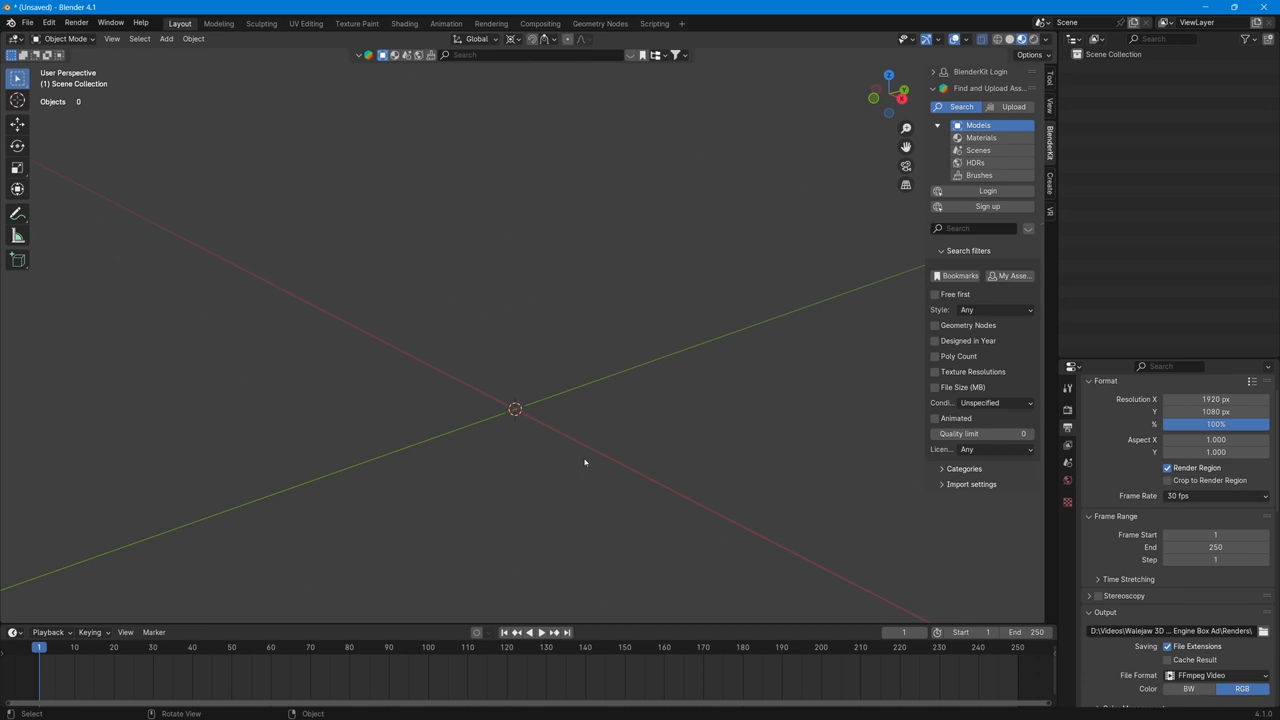 * (Unsaved) - Blender 4.1
File Edit Render Window Help Layout Modeling Sculpting UV Editing Texture Paint Shading Animation Rendering Compositing Geometry Nodes Scripting + Scene ViewLayer
Object Mode View Select Add Object Global Search
Search Options
User Perspective
(1) Scene Collection
Objects 0
X
Y
Z
BlenderKit Login
Find and Upload Ass...
Search Upload
Models
Materials
Scenes
HDRs
Brushes
Login
Sign up
Search
Search filters
Bookmarks My Asse...
Free first
Style: Any
Geometry Nodes
Designed in Year
Poly Count
Texture Resolutions
File Size (MB)
Condi... Unspecified
Animated
Quality limit 0
Licen... Any
Categories
Import settings
Tool
View
BlenderKit
Create
VR
Scene Collection
Search
Format
Resolution X 1920 px
Y 1080 px
% 100%
Aspect X 1.000
Y 1.000
Render Region
Crop to Render Region
Frame Rate 30 fps
Frame Range
Frame Start 1
End 250
Step 1
Time Stretching
Stereoscopy
Output
D:\Videos\Walejaw 3D ... Engine Box Ad\Renders\
Saving File Extensions
Cache Result
File Format FFmpeg Video
Color BW RGB
Playback Keying View Marker 1 Start 1 End 250
1 10 20 30 40 50 60 70 80 90 100 110 120 130 140 150 160 170 180 190 200 210 220 230 240 250
Select Rotate View Object 4.1.0